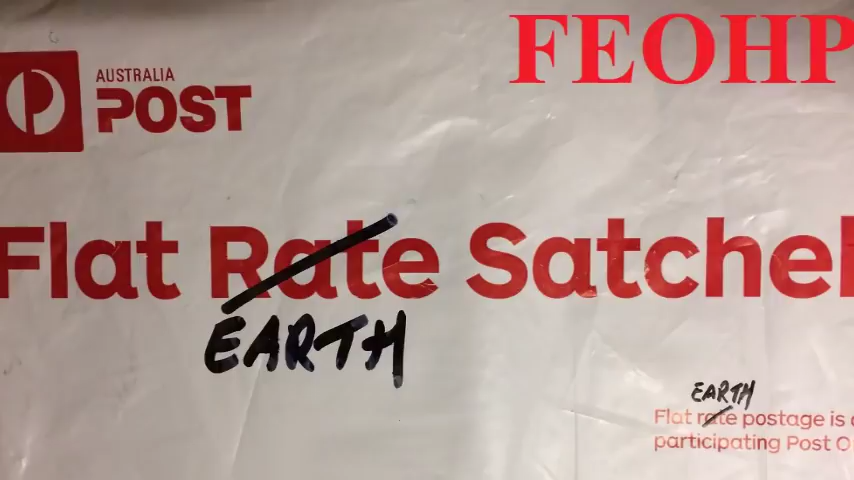 FEOHP
AUSTRALIA
POST
Flat Rate Satchel
EARTH
EARTH
Flat rate postage is
participating Post O